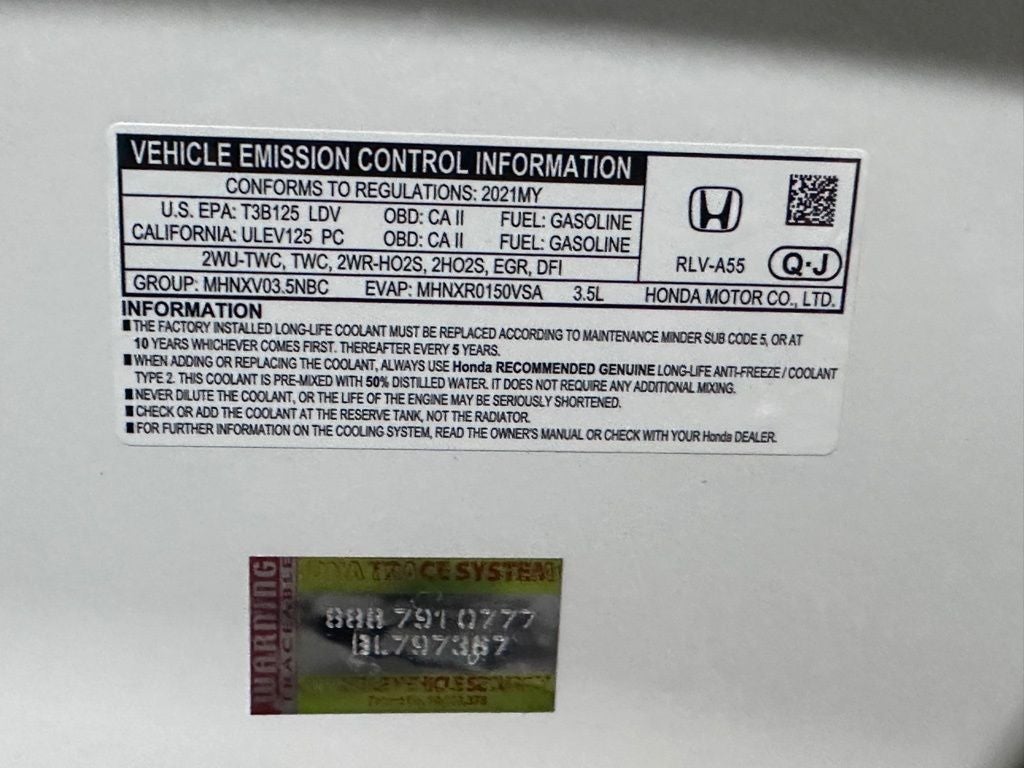 VEHICLE EMISSION CONTROL INFORMATION
CONFORMS TO REGULATIONS: 2021MY
U.S. EPA: T3B125 LDV OBD: CA II FUEL: GASOLINE
CALIFORNIA: ULEV125 PC OBD: CA II FUEL: GASOLINE
2WU-TWC, TWC, 2WR-HO2S, 2HO2S, EGR, DFI
RLV-A55 Q·J
GROUP: MHNXV03.5NBC EVAP: MHNXR0150VSA 3.5L HONDA MOTOR CO., LTD.
INFORMATION
■ THE FACTORY INSTALLED LONG-LIFE COOLANT MUST BE REPLACED ACCORDING TO MAINTENANCE MINDER SUB CODE 5, OR AT
10 YEARS WHICHEVER COMES FIRST. THEREAFTER EVERY 5 YEARS.
■ WHEN ADDING OR REPLACING THE COOLANT, ALWAYS USE Honda RECOMMENDED GENUINE LONG-LIFE ANTI-FREEZE / COOLANT
TYPE 2. THIS COOLANT IS PRE-MIXED WITH 50% DISTILLED WATER. IT DOES NOT REQUIRE ANY ADDITIONAL MIXING.
■ NEVER DILUTE THE COOLANT, OR THE LIFE OF THE ENGINE MAY BE SERIOUSLY SHORTENED.
■ CHECK OR ADD THE COOLANT AT THE RESERVE TANK, NOT THE RADIATOR.
■ FOR FURTHER INFORMATION ON THE COOLING SYSTEM, READ THE OWNER'S MANUAL OR CHECK WITH YOUR Honda DEALER.
WARNING
TRACEABLE
TRACE SYSTEM
888 791 0777
BL797367
VEHICLE